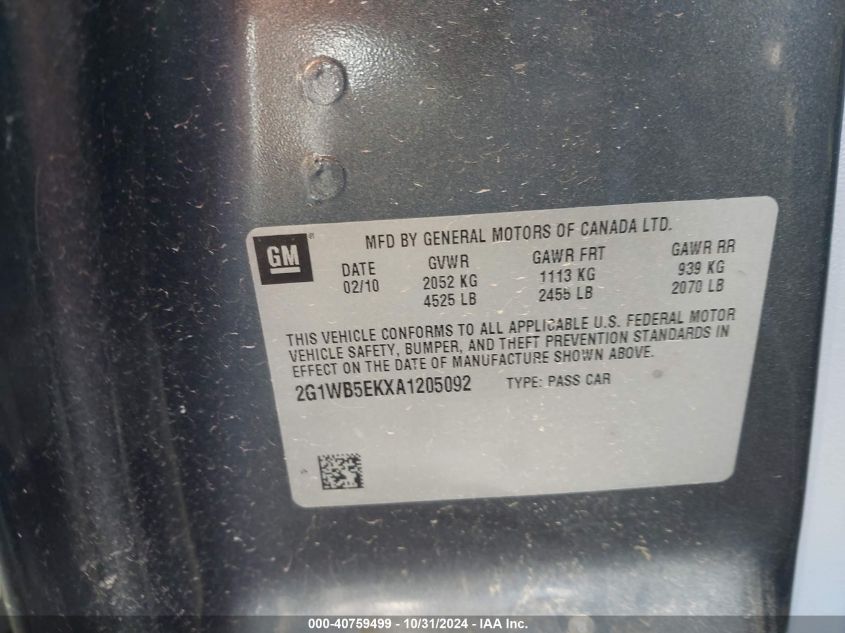 GM
MFD BY GENERAL MOTORS OF CANADA LTD.
DATE GVWR GAWR FRT GAWR RR
02/10 2052 KG 1113 KG 939 KG
4525 LB 2455 LB 2070 LB
THIS VEHICLE CONFORMS TO ALL APPLICABLE U.S. FEDERAL MOTOR
VEHICLE SAFETY, BUMPER, AND THEFT PREVENTION STANDARDS IN
EFFECT ON THE DATE OF MANUFACTURE SHOWN ABOVE.
2G1WB5EKXA1205092 TYPE: PASS CAR
000-40759499 - 10/31/2024 - IAA Inc.